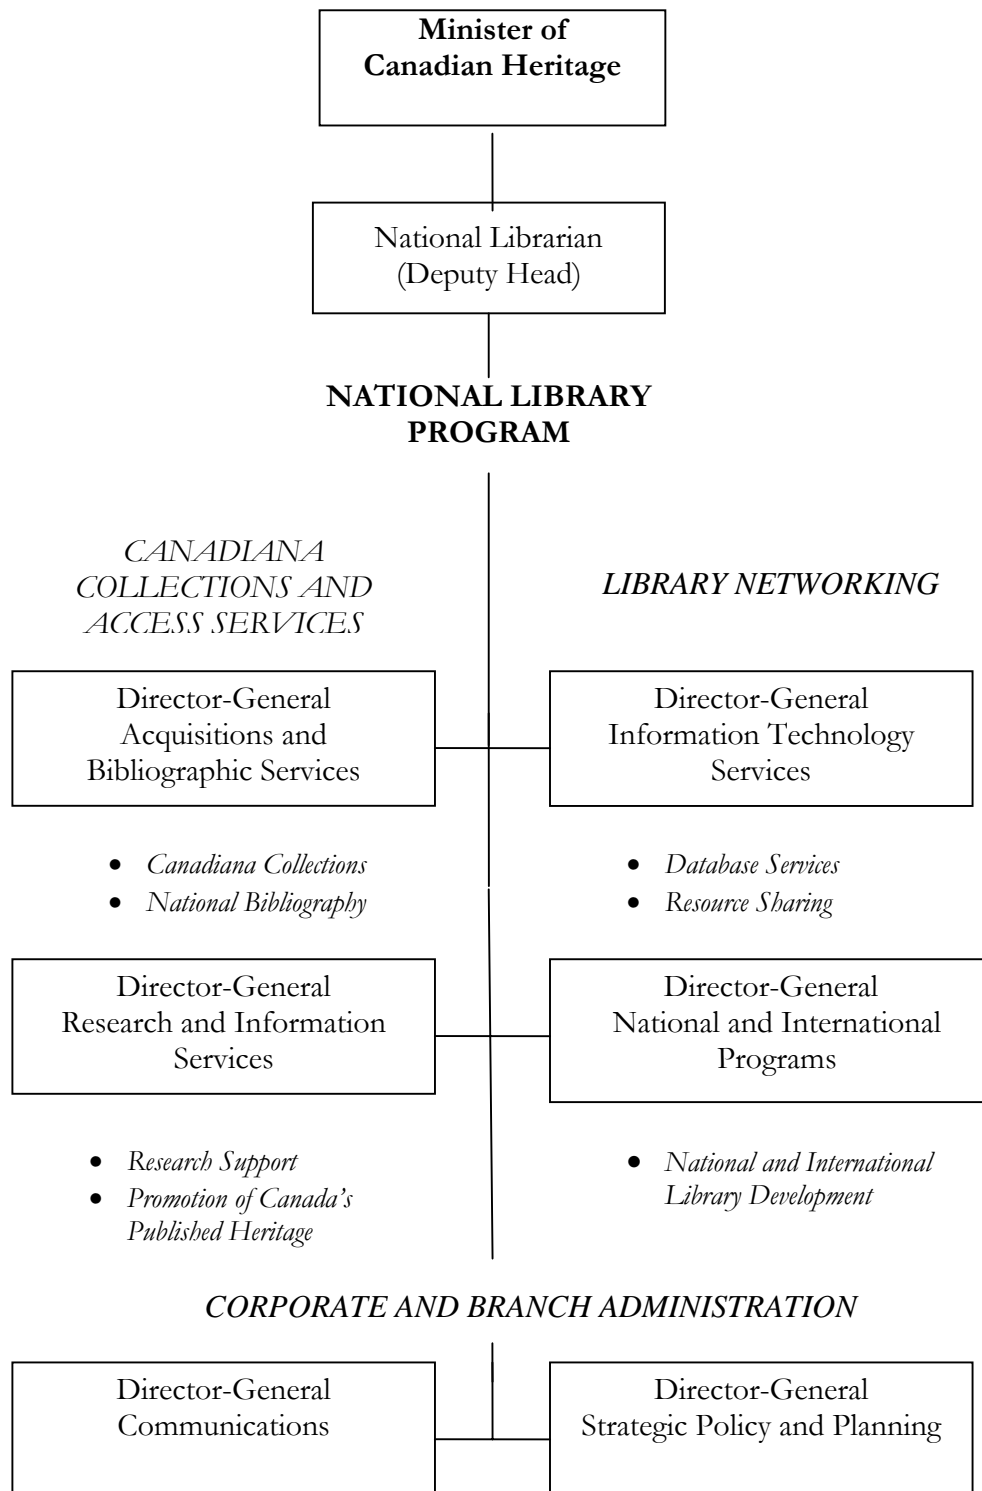 Minister of
Canadian Heritage
National Librarian
(Deputy Head)
NATIONAL LIBRARY
PROGRAM
CANADIANA
COLLECTIONS AND
ACCESS SERVICES
LIBRARY NETWORKING
Director-General
Acquisitions and
Bibliographic Services
Director-General
Information Technology
Services
• Canadiana Collections
• National Bibliography
• Database Services
• Resource Sharing
Director-General
Research and Information
Services
Director-General
National and International
Programs
• Research Support
• Promotion of Canada’s
Published Heritage
• National and International
Library Development
CORPORATE AND BRANCH ADMINISTRATION
Director-General
Communications
Director-General
Strategic Policy and Planning